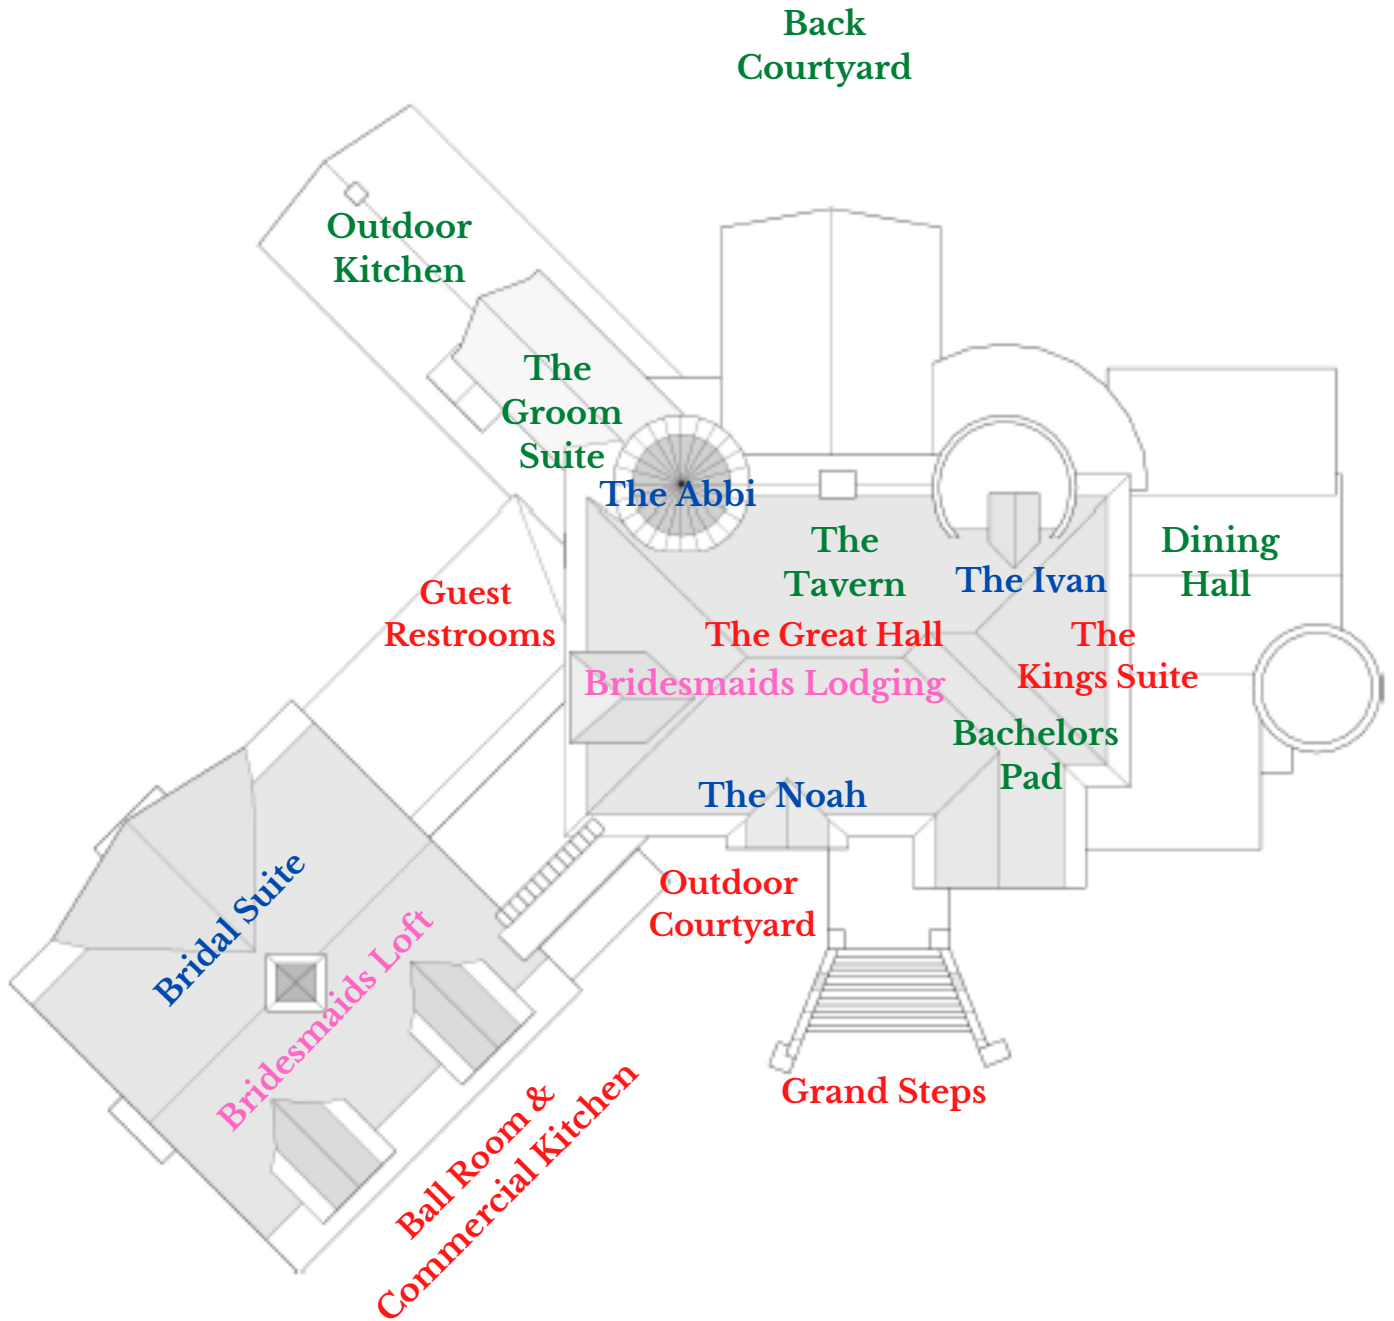 Back
Courtyard
Outdoor
Kitchen
The
Groom
Suite
The Abbi
The
Tavern
The Ivan
Dining
Hall
Guest
Restrooms
The Great Hall
The
Kings Suite
Bridesmaids Lodging
Bachelors
Pad
The Noah
Outdoor
Courtyard
Bridal Suite
Bridesmaids Loft
Grand Steps
Ball Room &
Commercial Kitchen